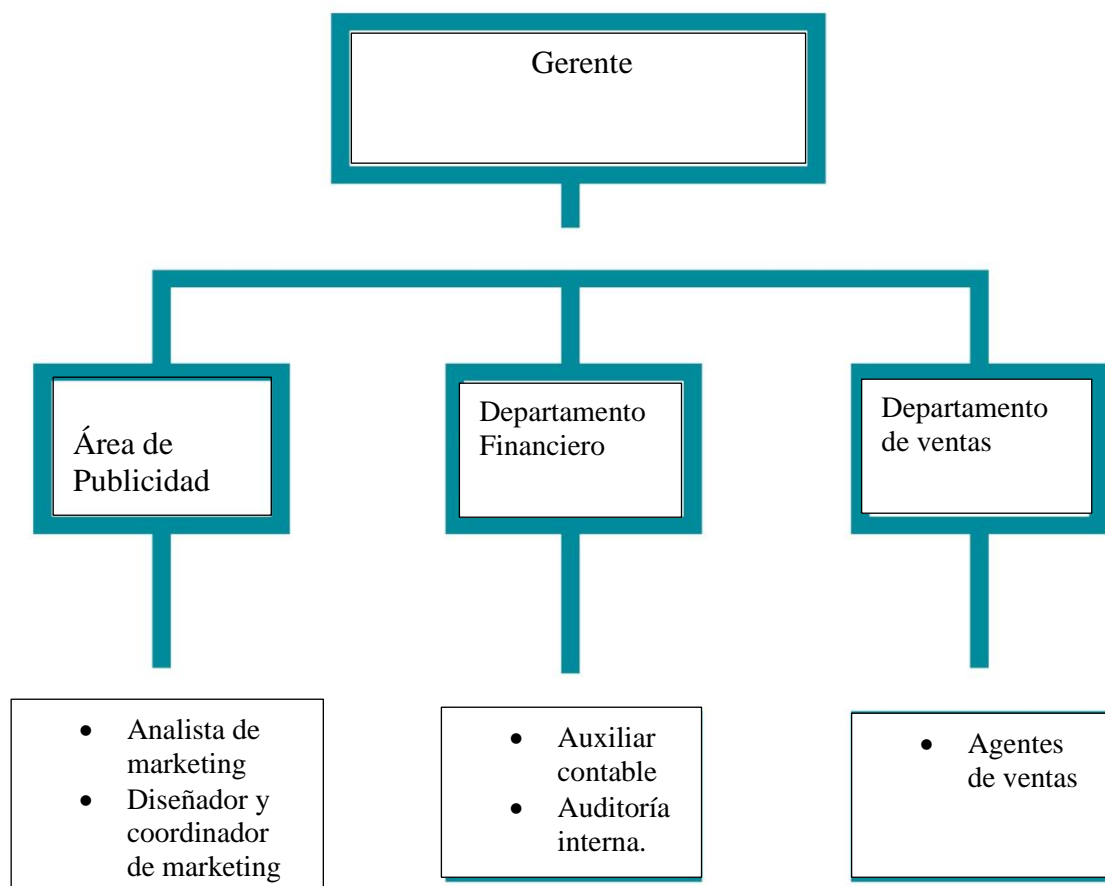 Gerente
Área de
Publicidad
Departamento
Financiero
Departamento
de ventas
• Analista de
marketing
• Diseñador y
coordinador
de marketing
• Auxiliar
contable
• Auditoría
interna.
• Agentes
de ventas